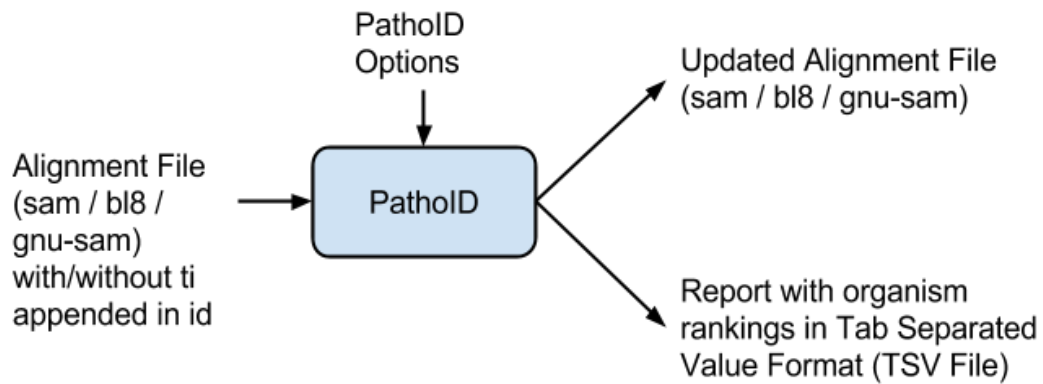 PathoID
Options
Alignment File
(sam / bl8 /
gnu-sam)
with/without ti
appended in id
PathoID
Updated Alignment File
(sam / bl8 / gnu-sam)
Report with organism
rankings in Tab Separated
Value Format (TSV File)